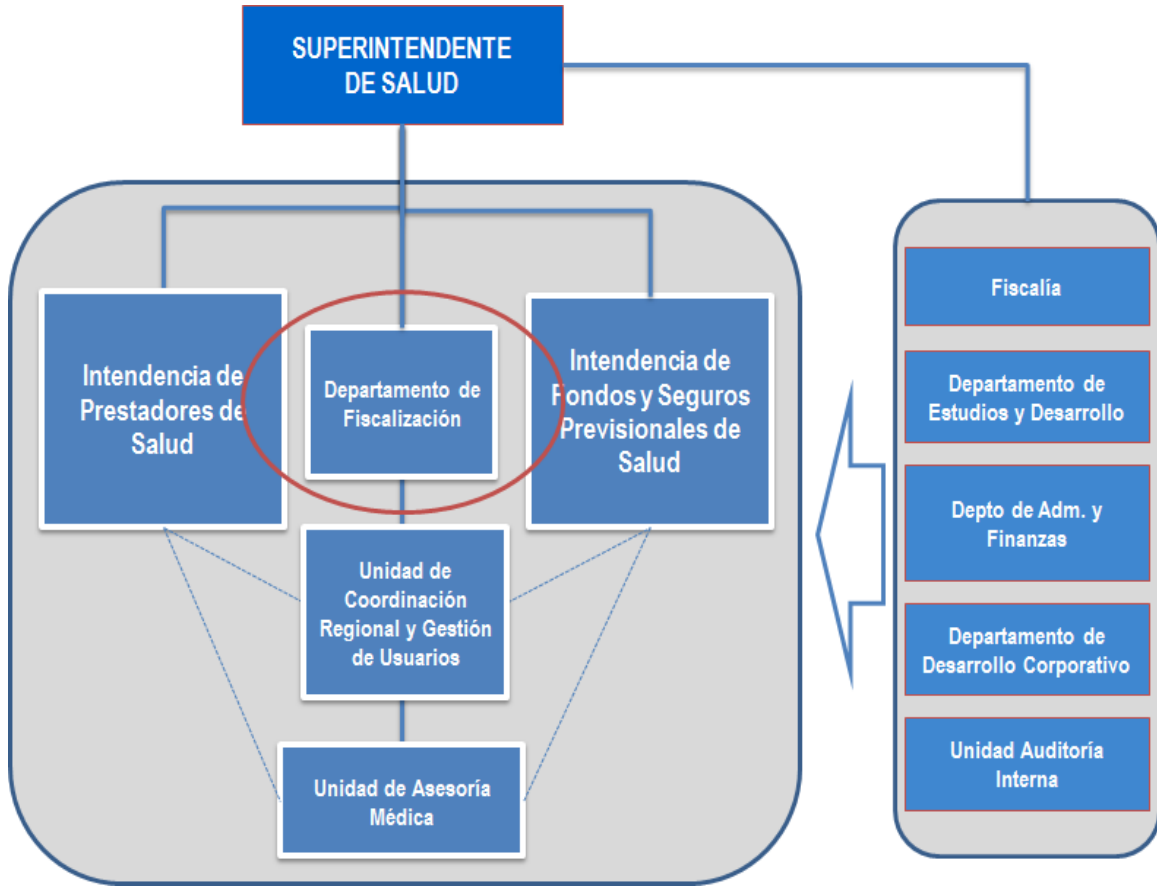 SUPERINTENDENTE
DE SALUD
Intendencia de
Prestadores de
Salud
Departamento de
Fiscalización
Intendencia de
Fondos y Seguros
Previsionales de
Salud
Unidad de
Coordinación
Regional y Gestión
de Usuarios
Unidad de Asesoría
Médica
Fiscalía
Departamento de
Estudios y Desarrollo
Depto de Adm. y
Finanzas
Departamento de
Desarrollo Corporativo
Unidad Auditoría
Interna